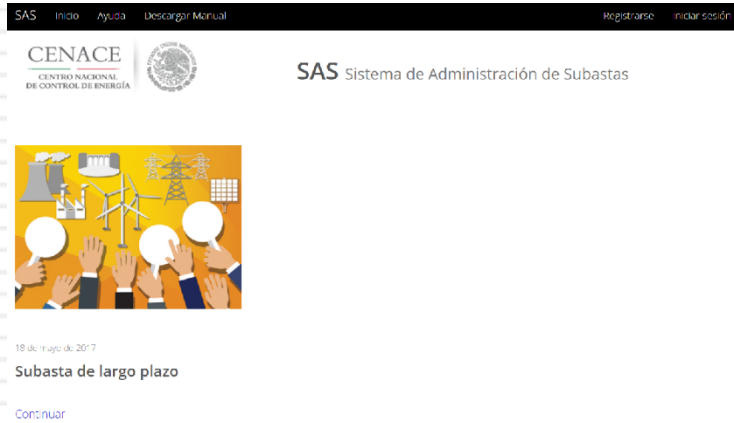 SAS Inicio Ayuda Descargar Manual Registrarse Iniciar sesión
CENACE
CENTRO NACIONAL
DE CONTROL DE ENERGÍA
SAS Sistema de Administración de Subastas
18 de mayo de 2017
Subasta de largo plazo
Continuar